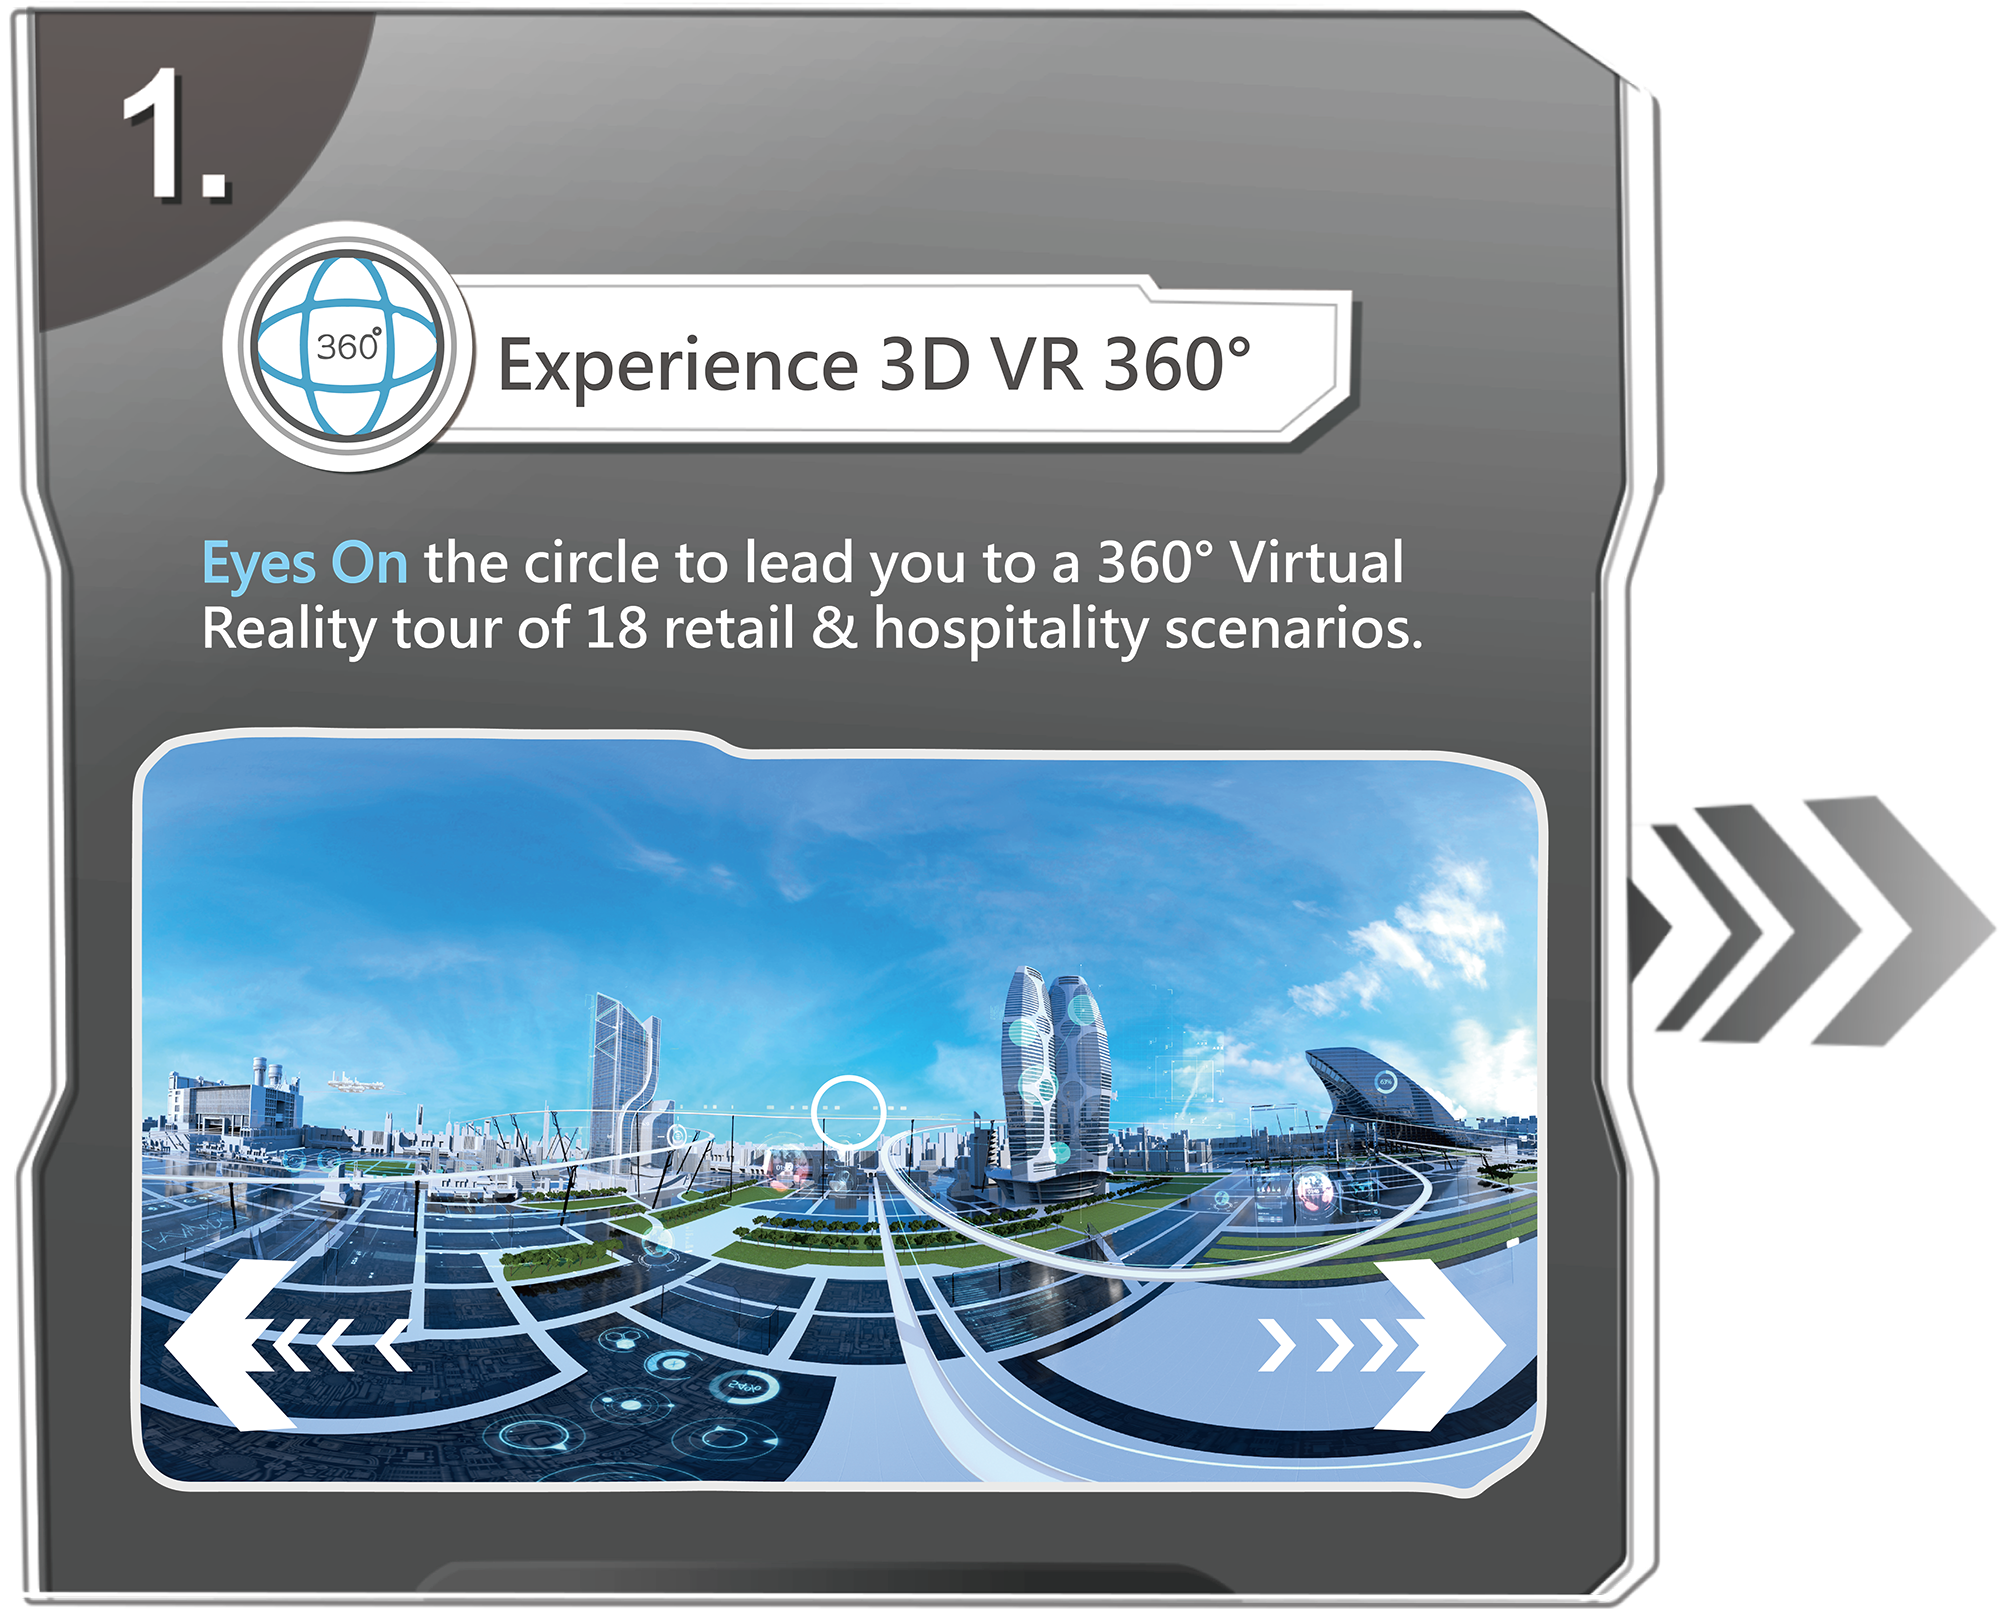 1.
360°
Experience 3D VR 360°
Eyes On the circle to lead you to a 360° Virtual
Reality tour of 18 retail & hospitality scenarios.
63%